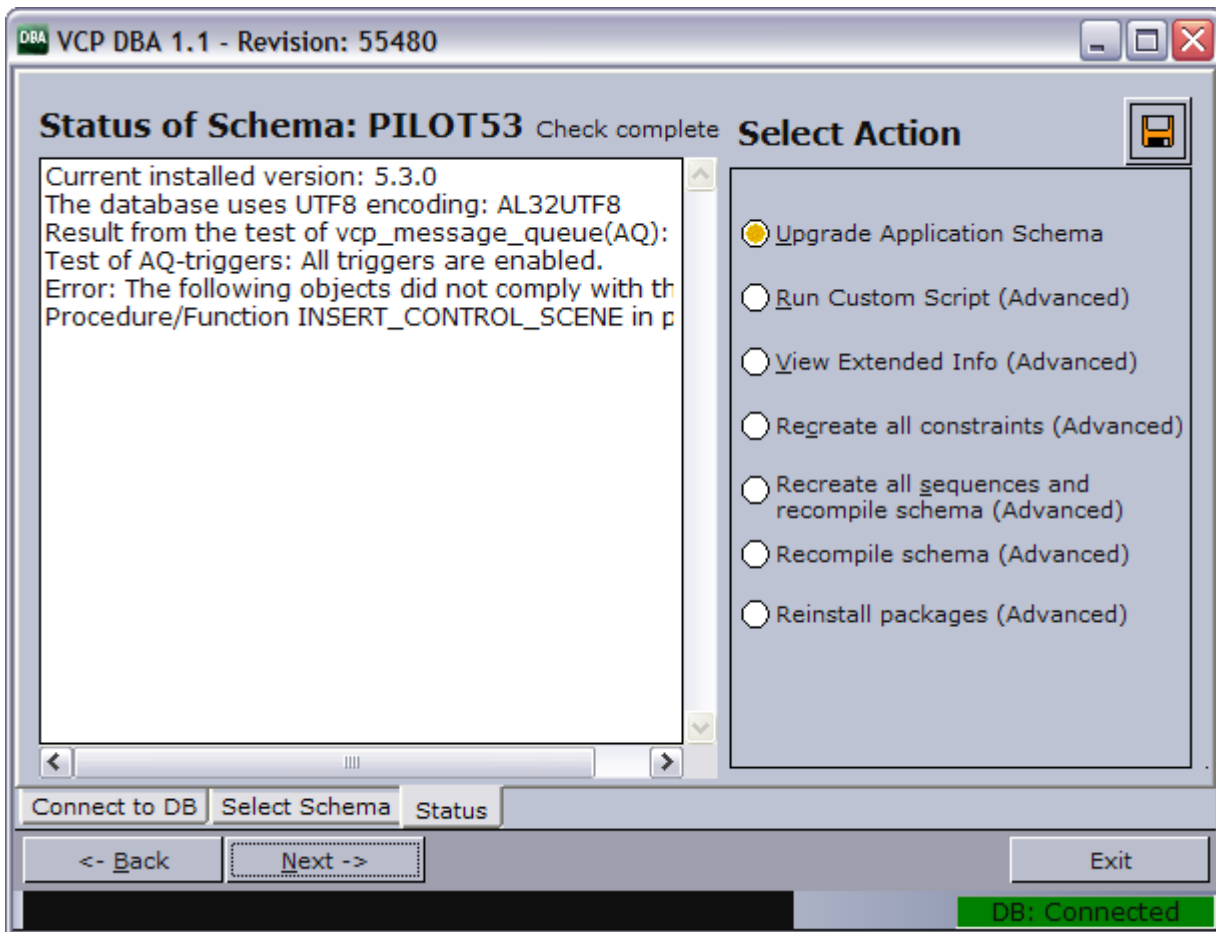 DBA VCP DBA 1.1 - Revision: 55480
Status of Schema: PILOT53 Check complete
Current installed version: 5.3.0
The database uses UTF8 encoding: AL32UTF8
Result from the test of vcp_message_queue(AQ):
Test of AQ-triggers: All triggers are enabled.
Error: The following objects did not comply with th
Procedure/Function INSERT_CONTROL_SCENE in p
Select Action
Upgrade Application Schema
Run Custom Script (Advanced)
View Extended Info (Advanced)
Recreate all constraints (Advanced)
Recreate all sequences and
recompile schema (Advanced)
Recompile schema (Advanced)
Reinstall packages (Advanced)
Connect to DB Select Schema Status
<- Back Next -> Exit
DB: Connected